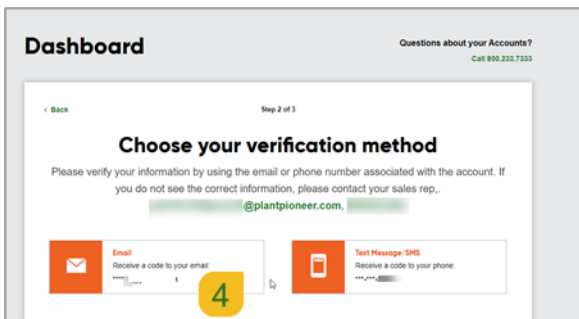 Dashboard
Questions about your Accounts?
Call 800.233.7333
< Back
Step 2 of 3
Choose your verification method
Please verify your information by using the email or phone number associated with the account. If
you do not see the correct information, please contact your sales rep,.
@plantpioneer.com,
Email
Receive a code to your email:
Text Message/SMS
Receive a code to your phone:
***-***-
4